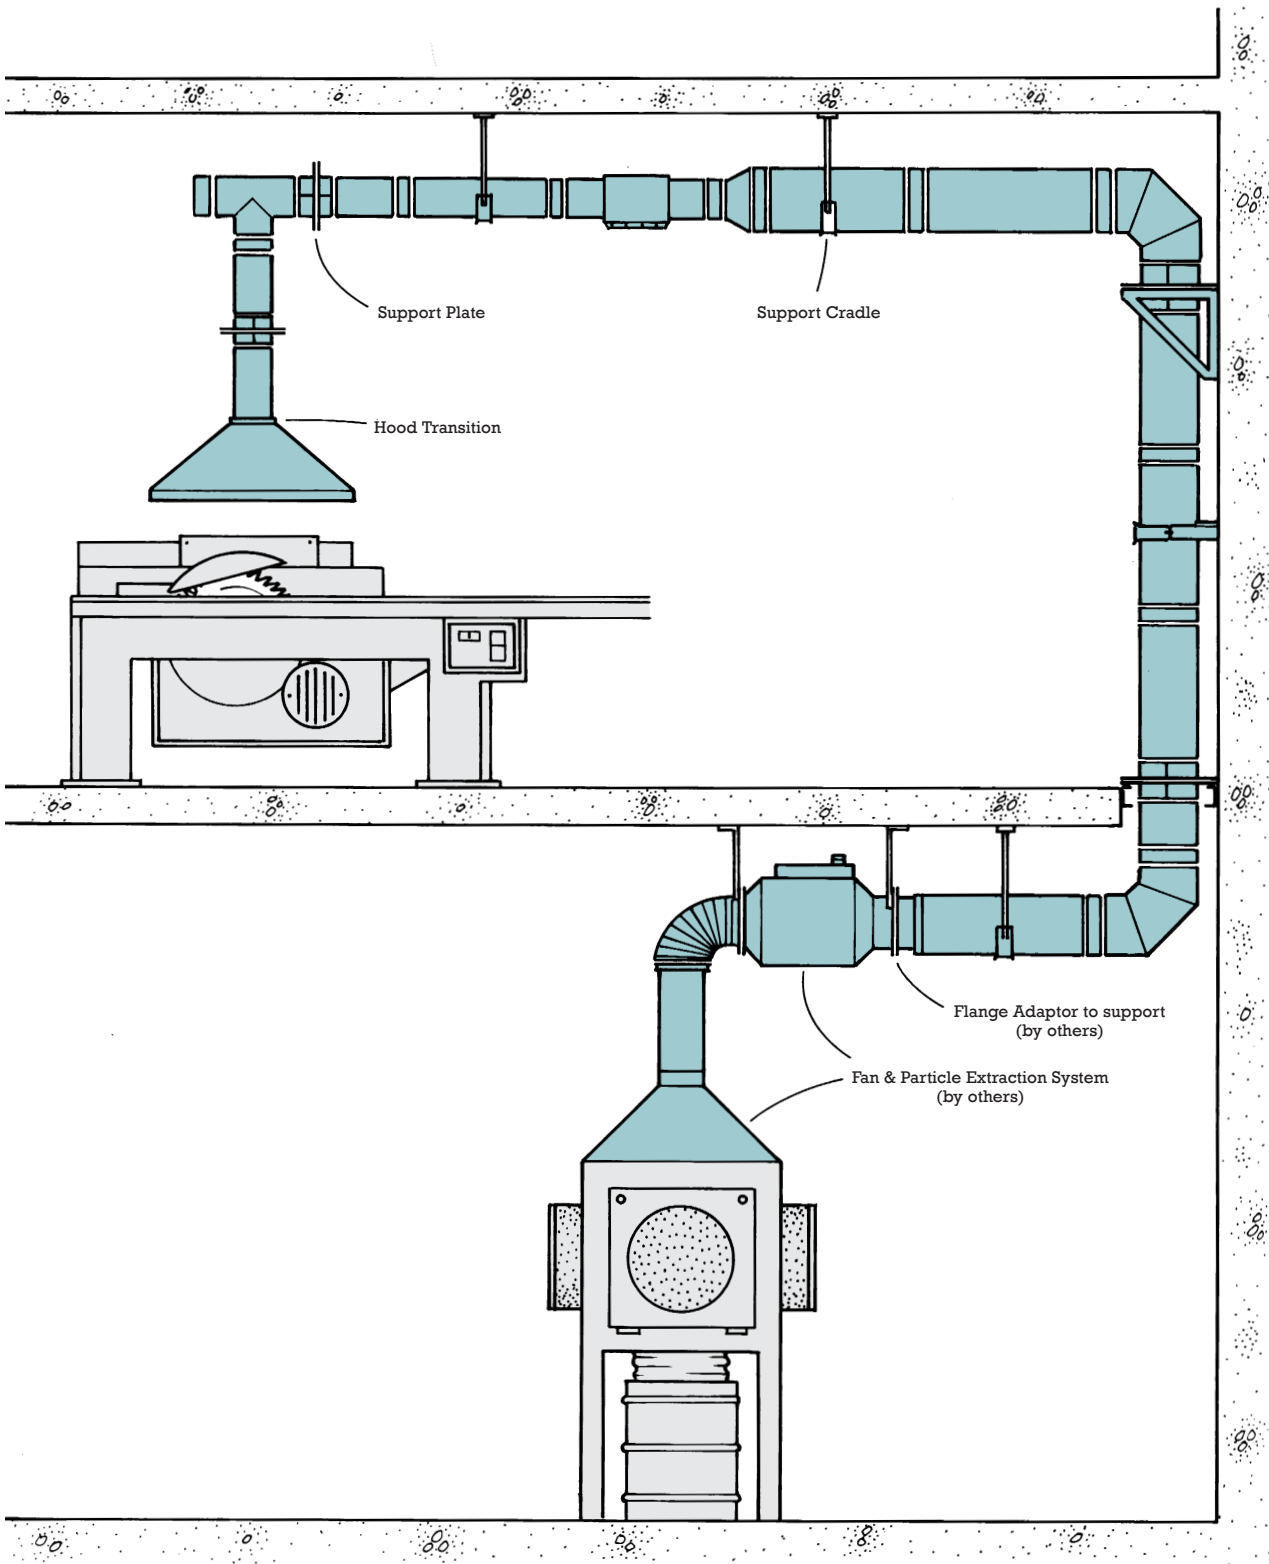 Support Plate
Support Cradle
Hood Transition
Flange Adaptor to support
(by others)
Fan & Particle Extraction System
(by others)